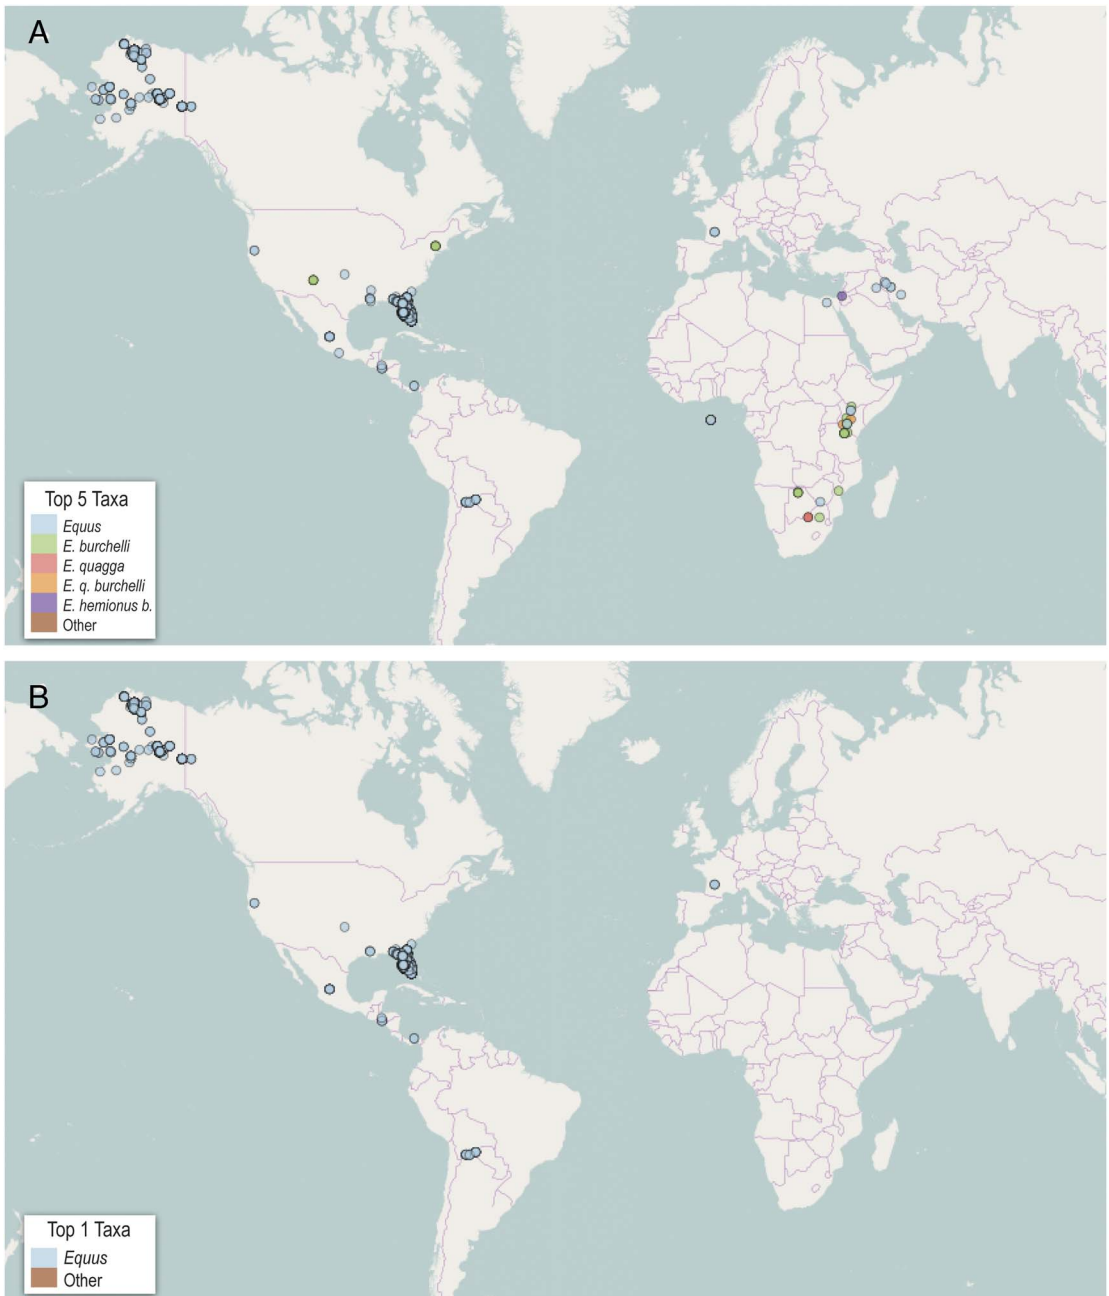 A
Top 5 Taxa
Equus
E. burchelli
E. quagga
E. q. burchelli
E. hemionus b.
Other
B
Top 1 Taxa
Equus
Other